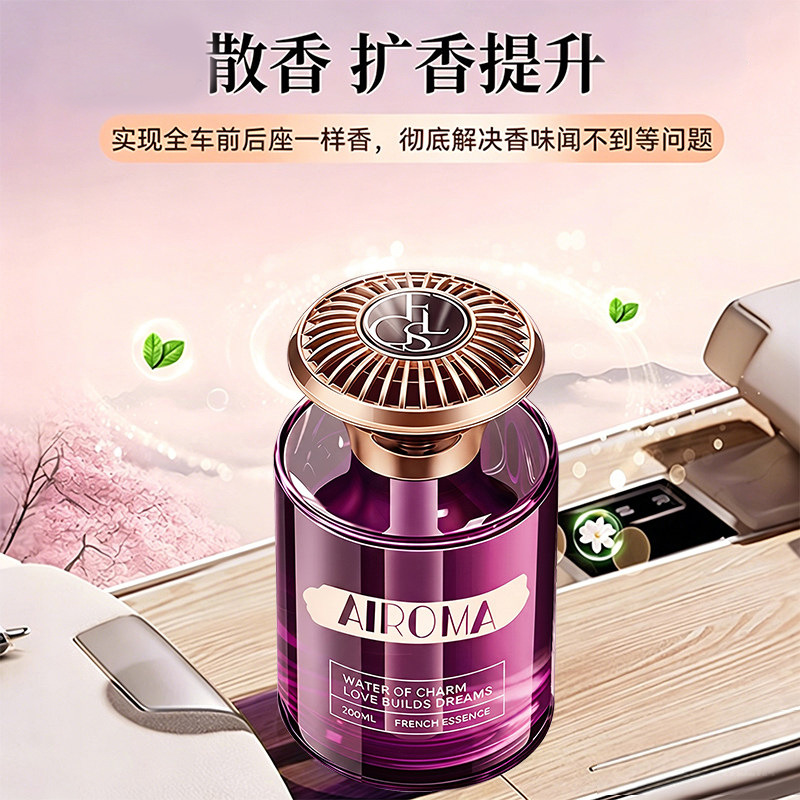 散香 扩香提升
实现全车前后座一样香，彻底解决香味闻不到等问题
AIROMA
WATER OF CHARM
LOVE BUILDS DREAMS
200ML FRENCH ESSENCE